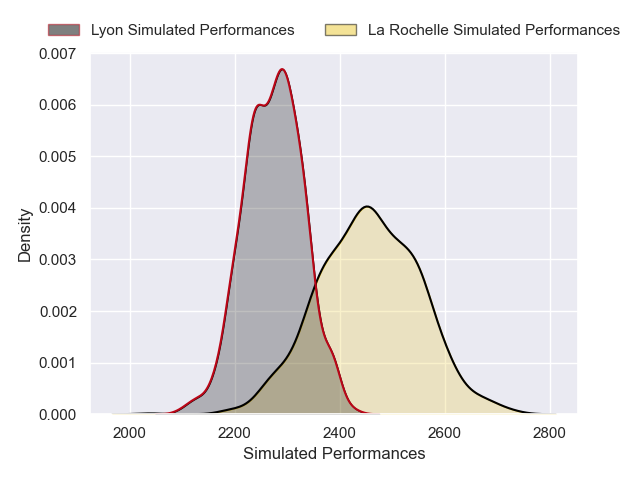 Lyon Simulated Performances La Rochelle Simulated Performances
0.007
0.006
0.005
0.004
0.003
0.002
0.001
0.000
Density
2000 2200 2400 2600 2800
Simulated Performances